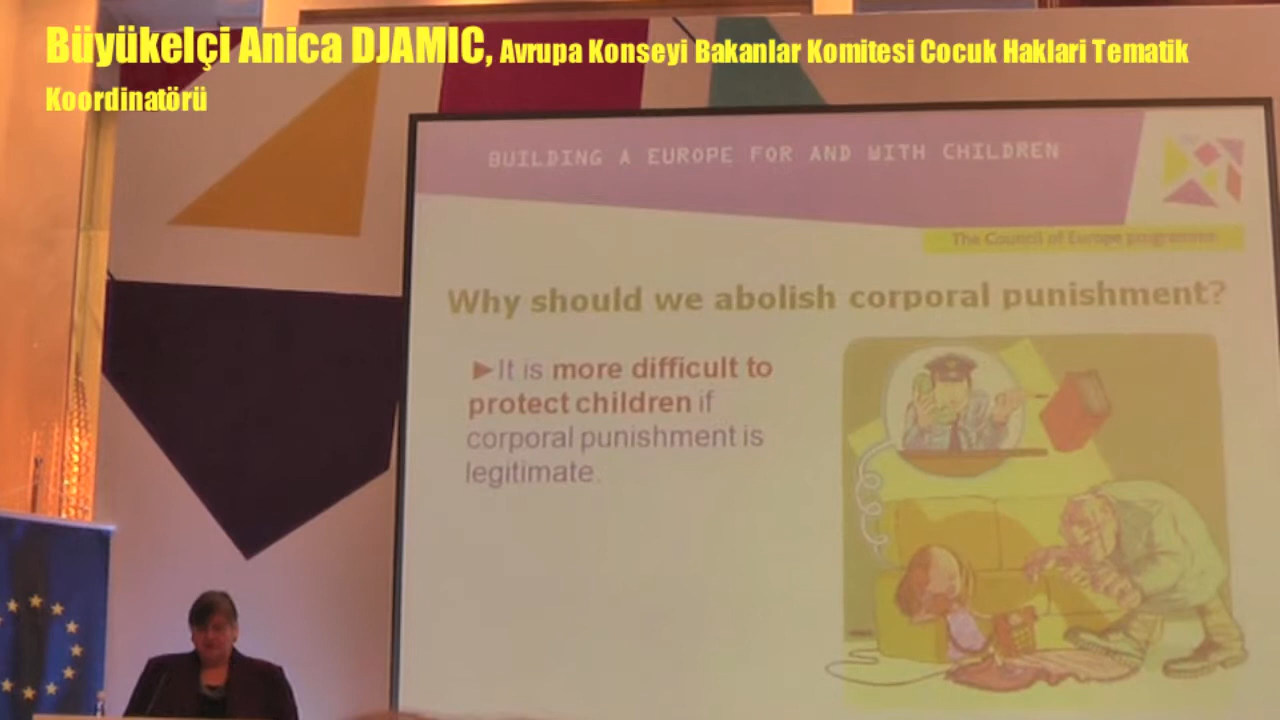 Büyükelçi Anica DJAMIC, Avrupa Konseyi Bakanlar Komitesi Cocuk Haklari Tematik
Koordinatörü
BUILDING A EUROPE FOR AND WITH CHILDREN
The Council of Europe programme
Why should we abolish corporal punishment?
►It is more difficult to
protect children if
corporal punishment is
legitimate.